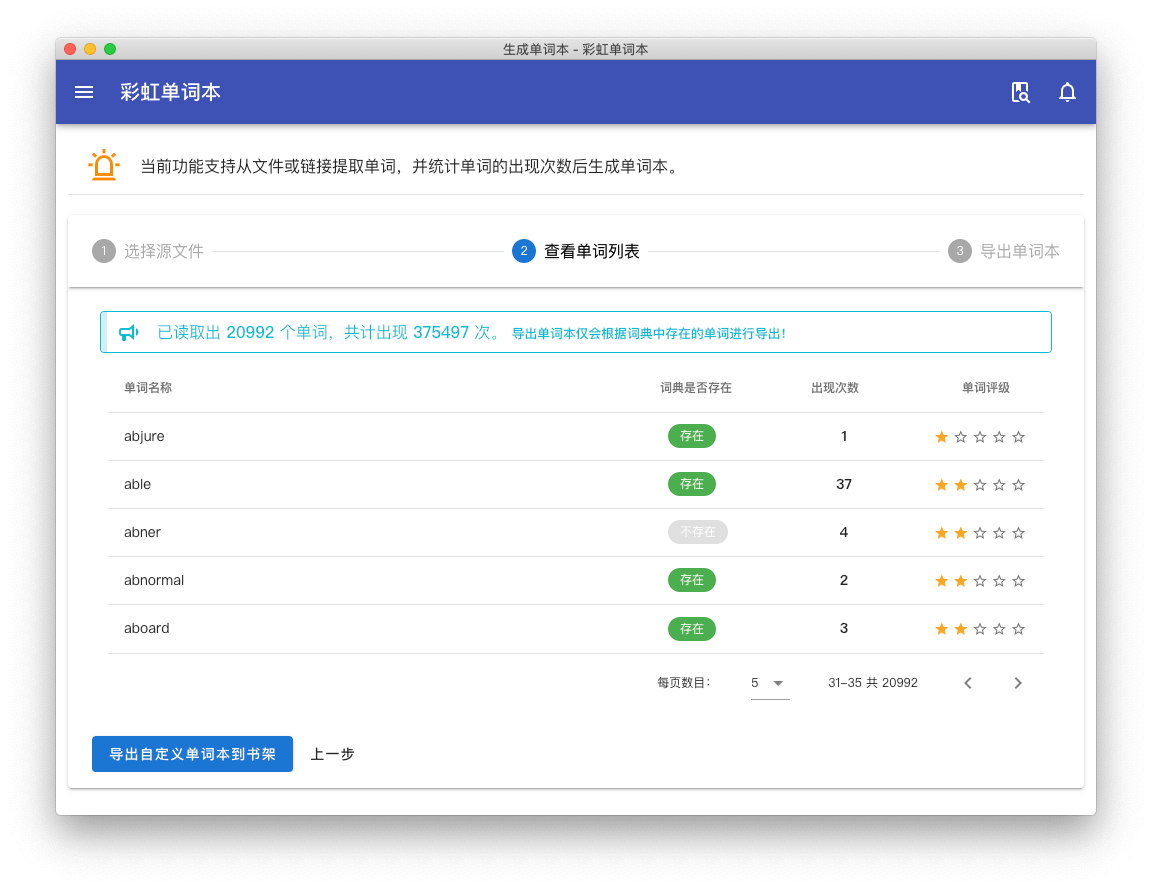 生成单词本 - 彩虹单词本
彩虹单词本
当前功能支持从文件或链接提取单词，并统计单词的出现次数后生成单词本。
1 选择源文件 2 查看单词列表 3 导出单词本
已读取出 20992 个单词，共计出现 375497 次。 导出单词本仅会根据词典中存在的单词进行导出!
单词名称 词典是否存在 出现次数 单词评级
abjure 存在 1
able 存在 37
abner 不存在 4
abnormal 存在 2
aboard 存在 3
每页数目: 5 31–35 共 20992
导出自定义单词本到书架 上一步